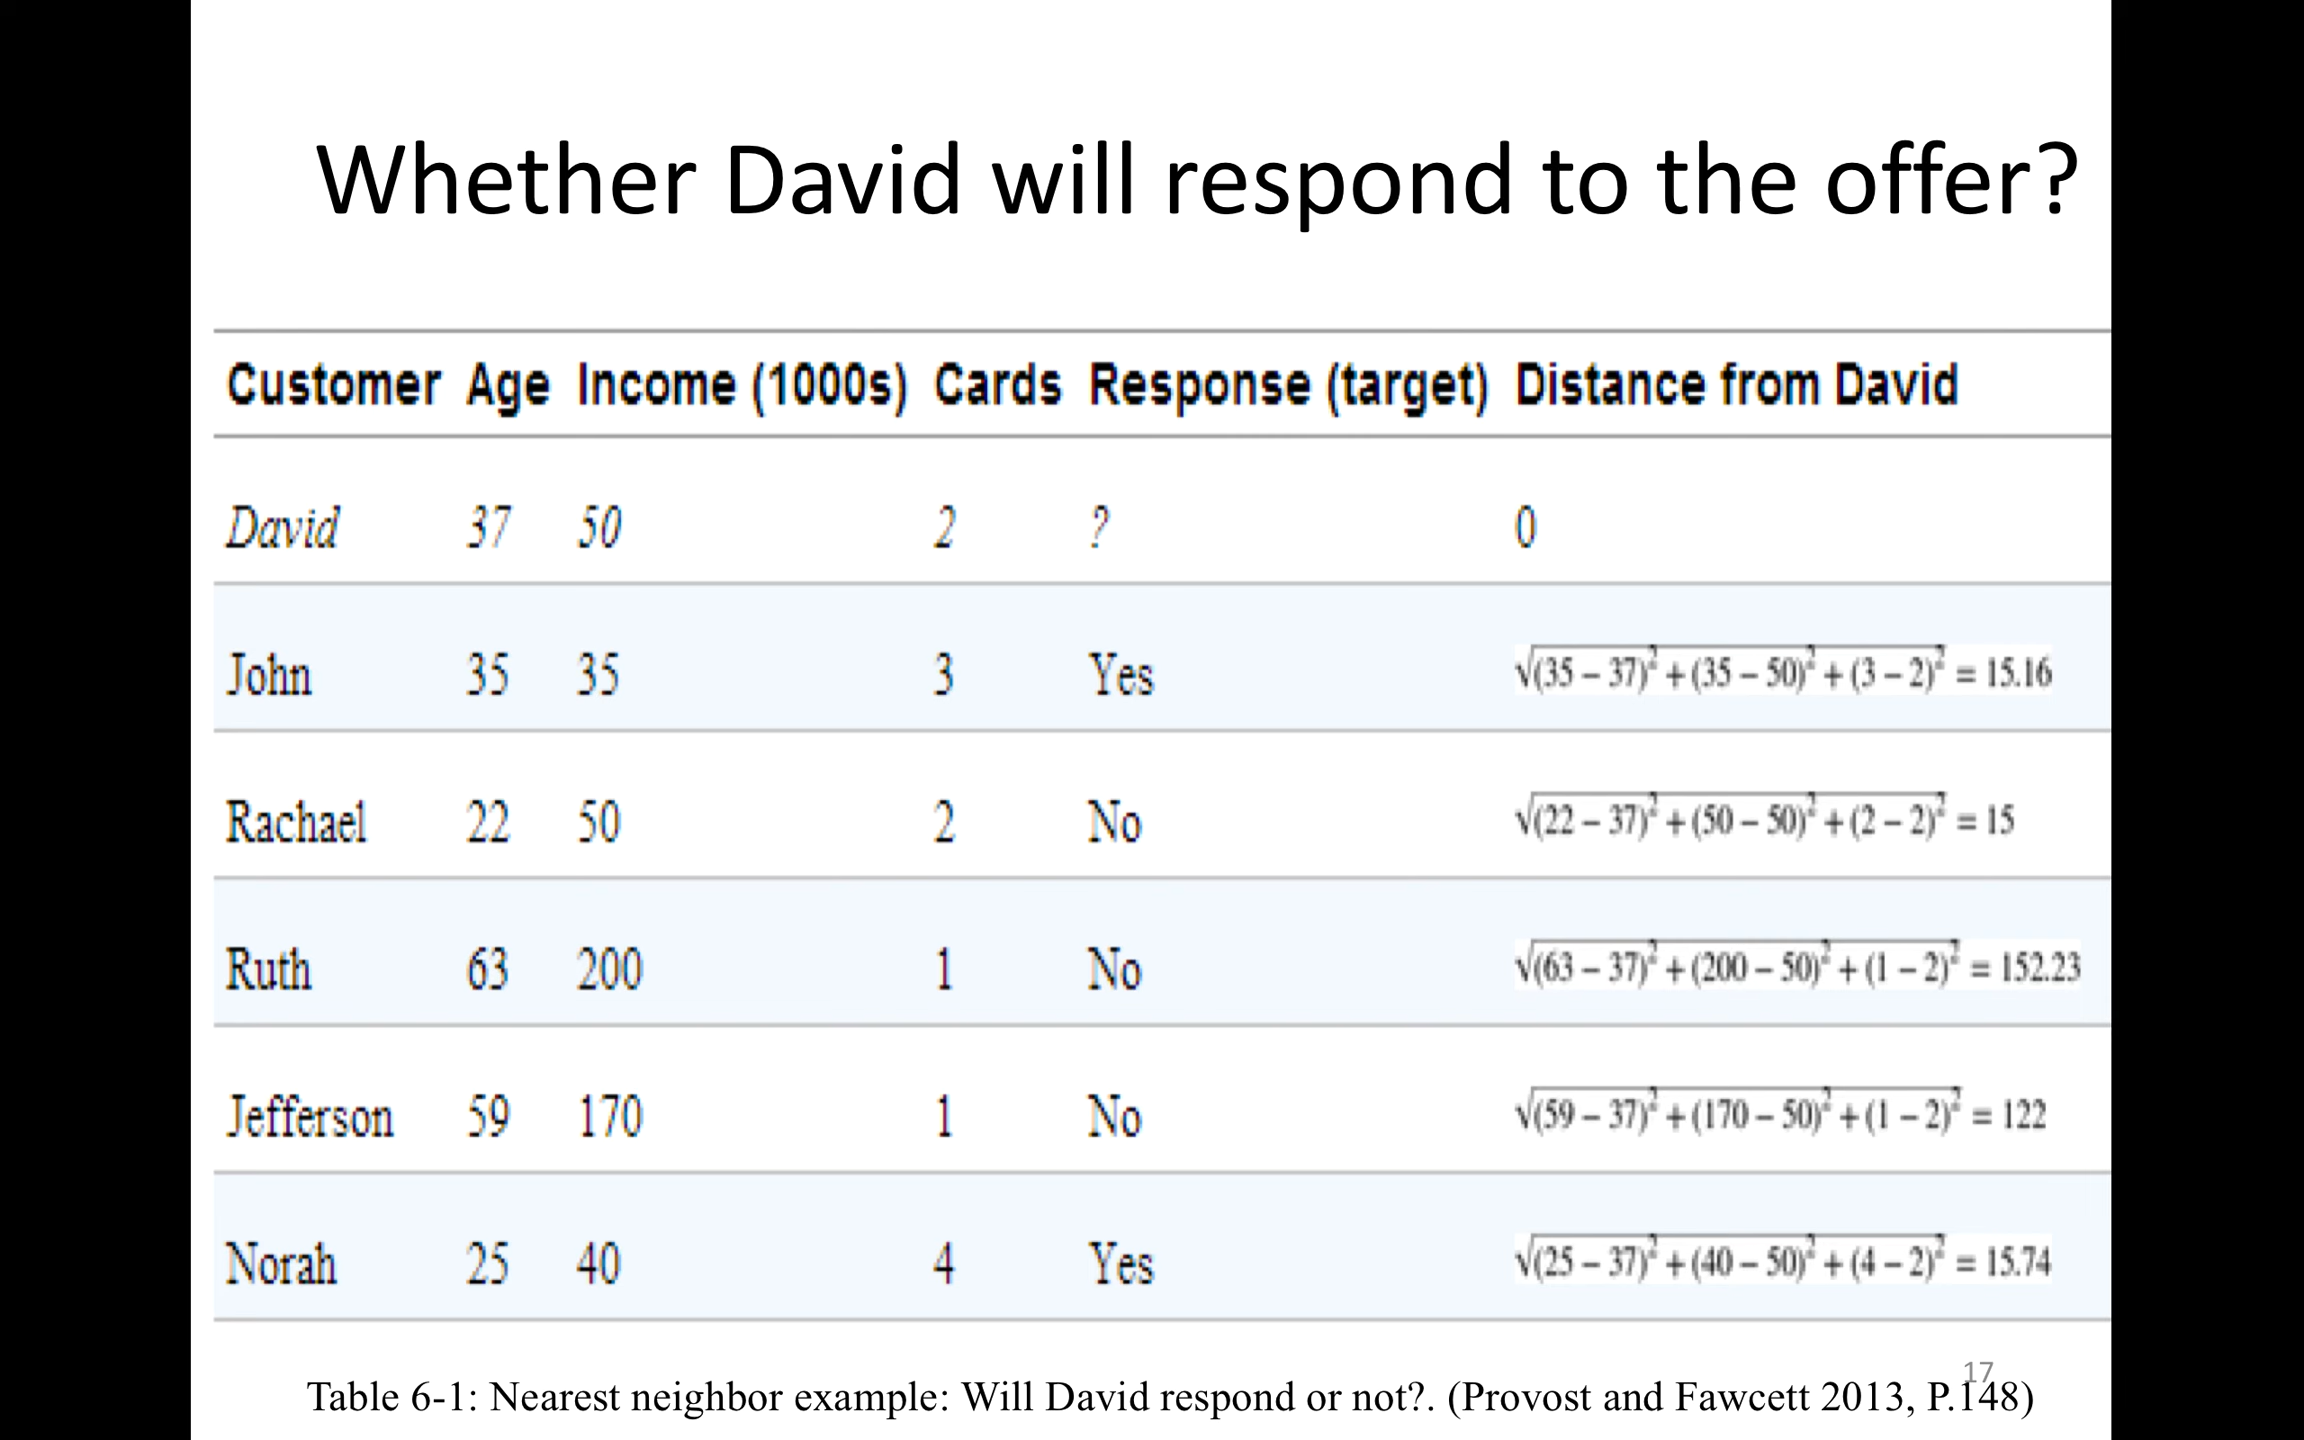 Whether David will respond to the offer?
Customer Age Income (1000s) Cards Response (target) Distance from David
David 37 50 2 ? 0
John 35 35 3 Yes √(35 – 37)² + (35 – 50)² + (3 – 2)² = 15.16
Rachael 22 50 2 No √(22 – 37)² + (50 – 50)² + (2 – 2)² = 15
Ruth 63 200 1 No √(63 – 37)² + (200 – 50)² + (1 – 2)² = 152.23
Jefferson 59 170 1 No √(59 – 37)² + (170 – 50)² + (1 – 2)² = 122
Norah 25 40 4 Yes √(25 – 37)² + (40 – 50)² + (4 – 2)² = 15.74
17
Table 6-1: Nearest neighbor example: Will David respond or not?. (Provost and Fawcett 2013, P.148)